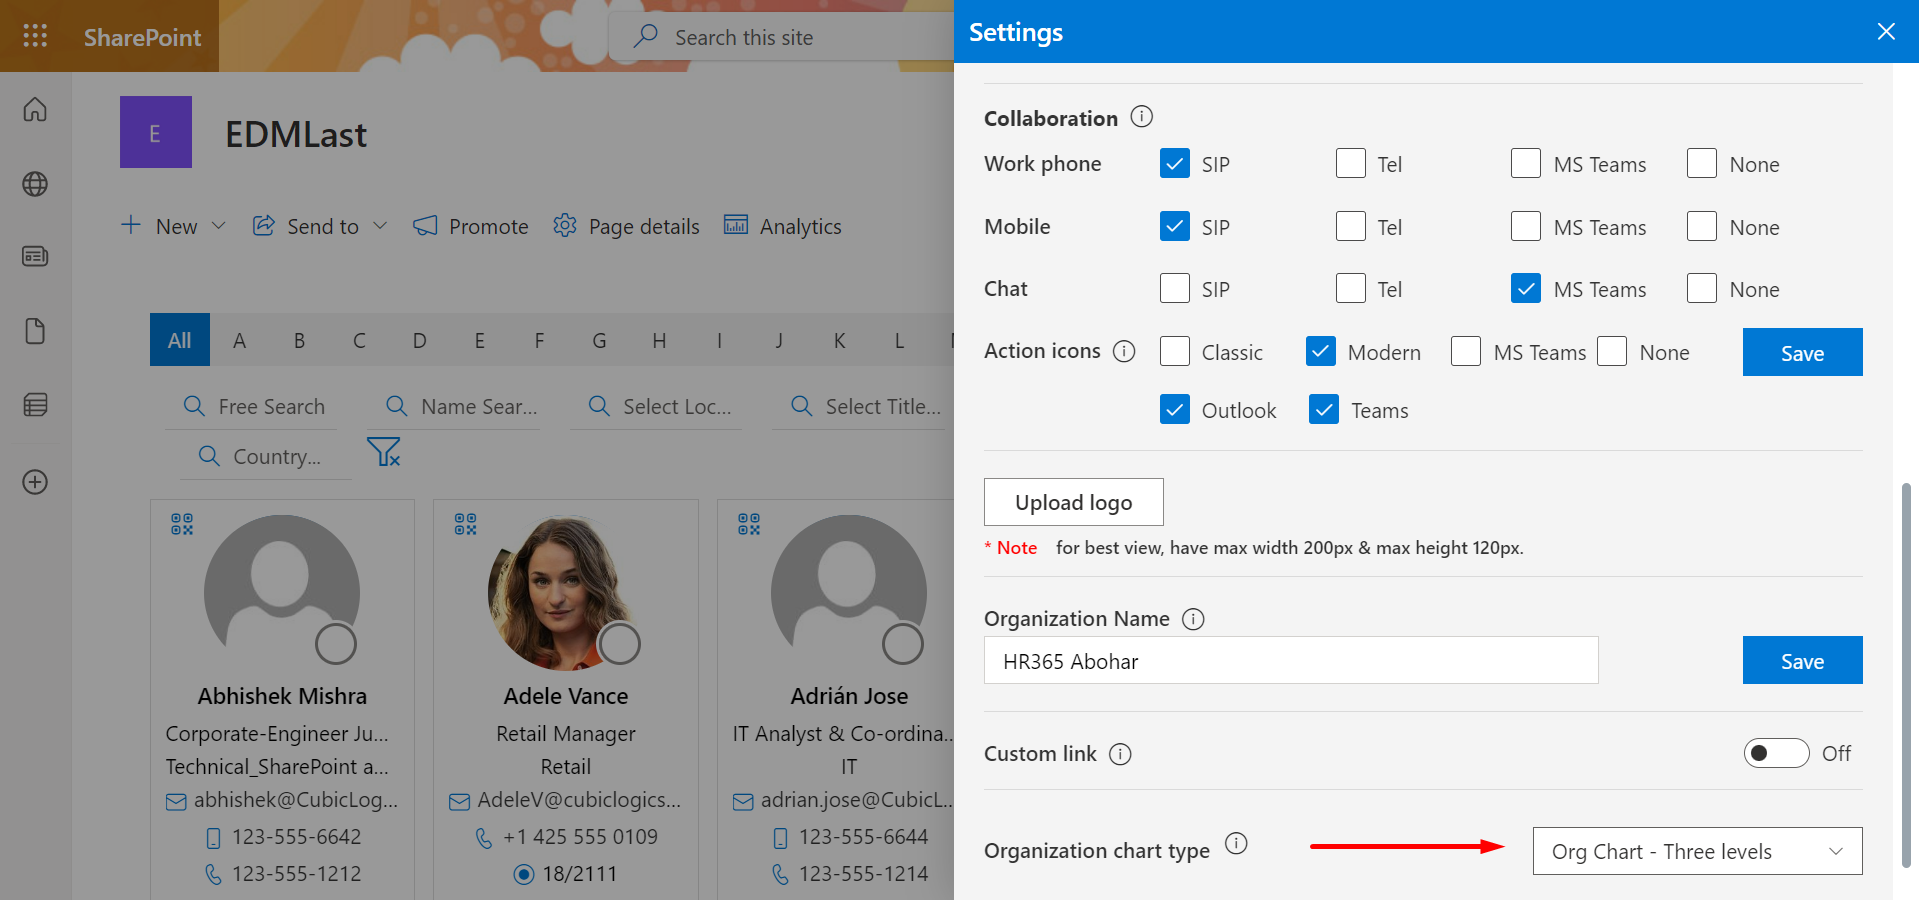 SharePoint
Search this site
E
EDMLast
New
Send to
Promote
Page details
Analytics
All A B C D E F G H I J K L
Free Search
Name Sear...
Select Loc...
Select Title...
Country...
Abhishek Mishra
Corporate-Engineer Ju...
Technical_SharePoint a...
abhishek@CubicLog...
123-555-6642
123-555-1212
Adele Vance
Retail Manager
Retail
AdeleV@cubiclogics...
+1 425 555 0109
18/2111
Adrián Jose
IT Analyst & Co-ordina...
IT
adrian.jose@CubicL...
123-555-6644
123-555-1214
Settings
Collaboration
Work phone SIP Tel MS Teams None
Mobile SIP Tel MS Teams None
Chat SIP Tel MS Teams None
Action icons Classic Modern MS Teams None Save
Outlook Teams
Upload logo
* Note for best view, have max width 200px & max height 120px.
Organization Name
HR365 Abohar
Save
Custom link Off
Organization chart type Org Chart - Three levels